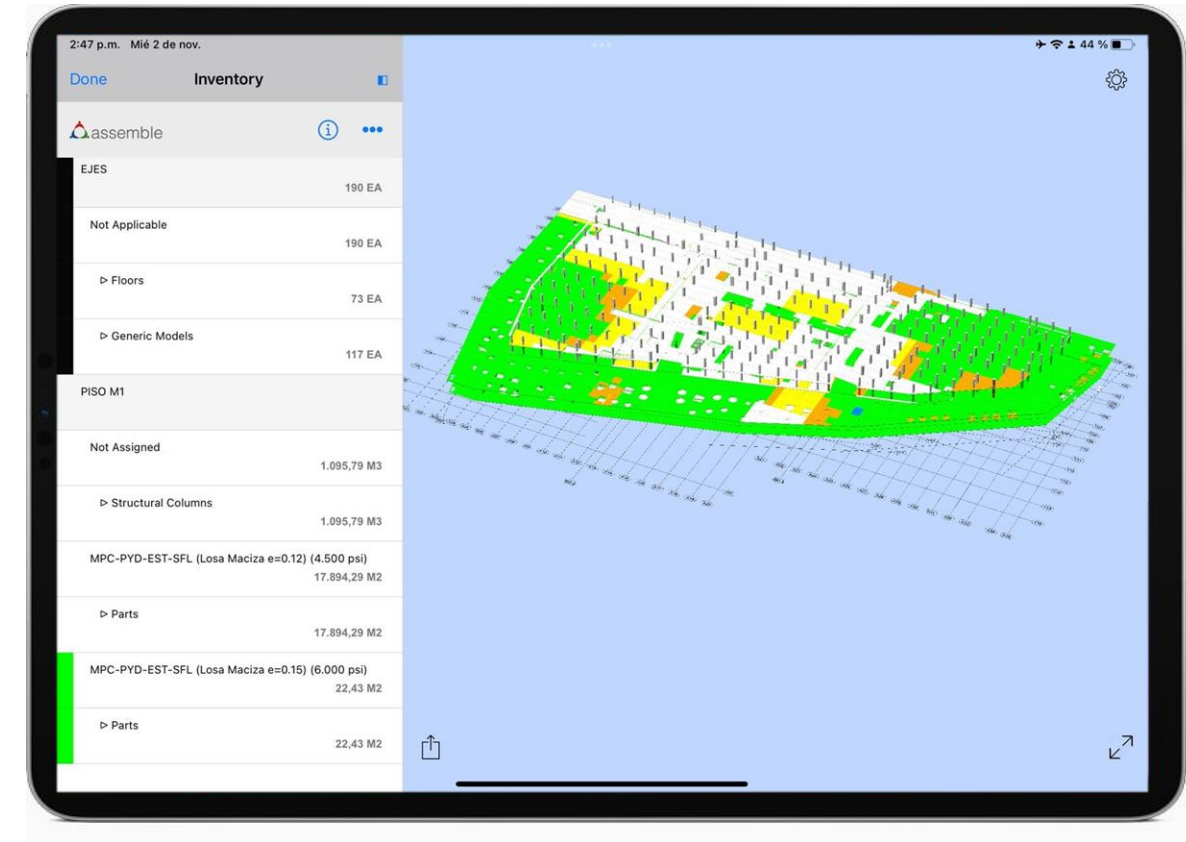 2:47 p.m. Mié 2 de nov.
44 %
Done
Inventory
assemble
EJES
190 EA
Not Applicable
190 EA
Floors
73 EA
Generic Models
117 EA
PISO M1
Not Assigned
1.095,79 M3
Structural Columns
1.095,79 M3
MPC-PYD-EST-SFL (Losa Maciza e=0.12) (4.500 psi)
17.894,29 M2
Parts
17.894,29 M2
MPC-PYD-EST-SFL (Losa Maciza e=0.15) (6.000 psi)
22,43 M2
Parts
22,43 M2